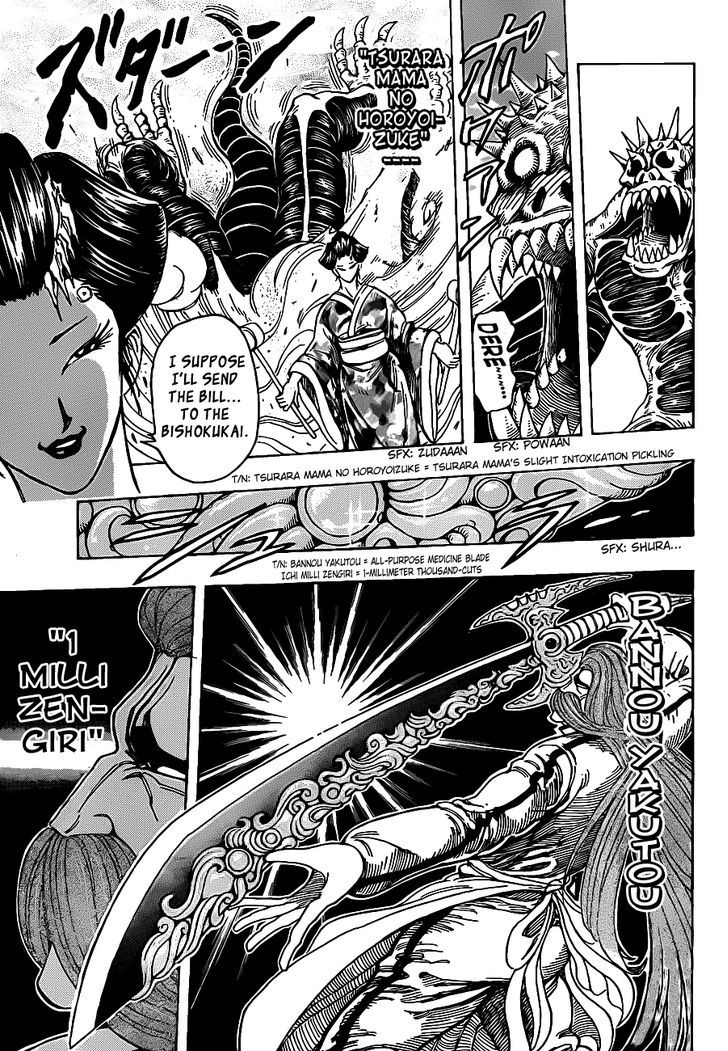 ポワァン
DERE~~......
ズダーーン
"TSURARA
MAMA
NO
HOROYOI-
ZUKE"
----
I SUPPOSE
I'LL SEND
THE BILL...
TO THE
BISHOKUKAI.
SFX: ZUDAAAN
SFX: POWAAN
T/N: TSURARA MAMA NO HOROYOIZUKE = TSURARA MAMA'S SLIGHT INTOXICATION PICKLING
SFX: SHURA...
T/N: BANNOU YAKUTOU = ALL-PURPOSE MEDICINE BLADE
ICHI MILLI ZENGIRI = 1-MILLIMETER THOUSAND-CUTS
BANNOU YAKUTOU
"1
MILLI
ZEN-
GIRI"